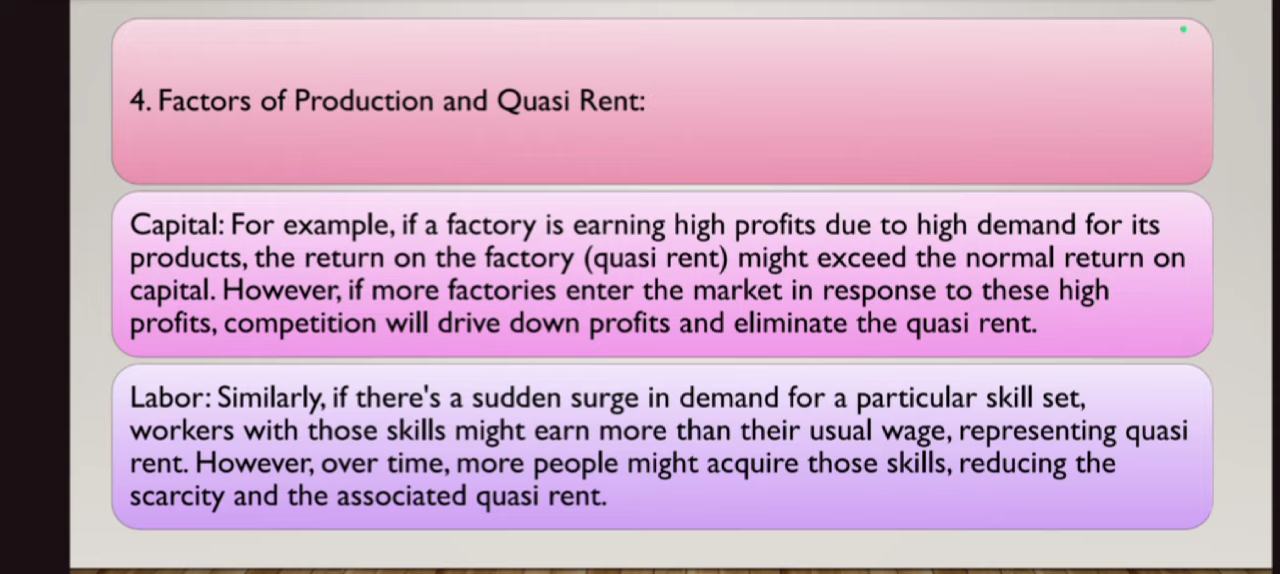 4. Factors of Production and Quasi Rent:
Capital: For example, if a factory is earning high profits due to high demand for its
products, the return on the factory (quasi rent) might exceed the normal return on
capital. However, if more factories enter the market in response to these high
profits, competition will drive down profits and eliminate the quasi rent.
Labor: Similarly, if there's a sudden surge in demand for a particular skill set,
workers with those skills might earn more than their usual wage, representing quasi
rent. However, over time, more people might acquire those skills, reducing the
scarcity and the associated quasi rent.